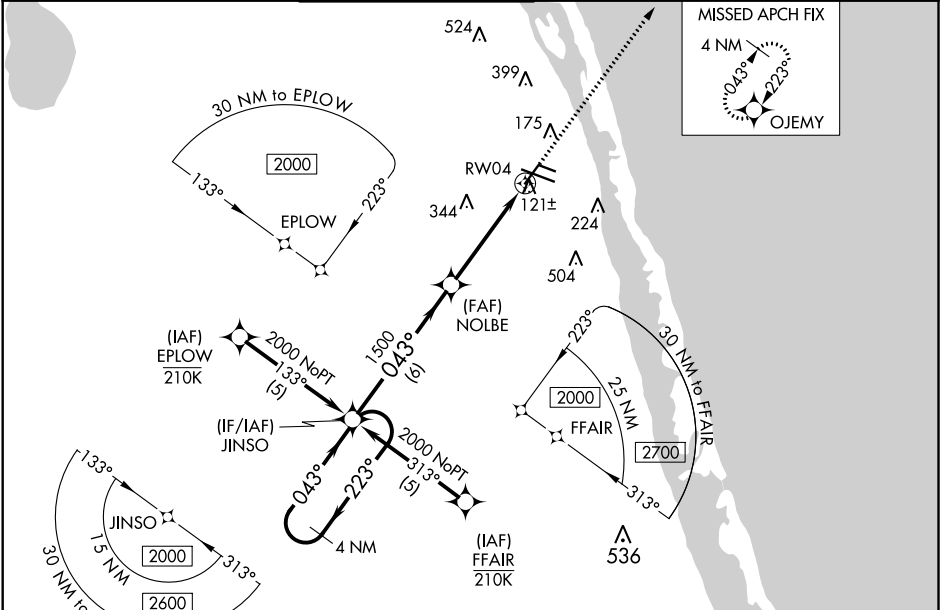 MISSED APCH FIX
4 NM
043°
223°
OJEMY
524
399
175
RW04
121±
344
224
504
30 NM to EPLOW
2000
133°
223°
EPLOW
(FAF)
NOLBE
1500
043°
(6)
(IAF)
EPLOW
210K
2000 NoPT
133°
(5)
(IF/IAF)
JINSO
2000 NoPT
313°
(5)
043°
223°
4 NM
(IAF)
FFAIR
210K
223°
30 NM to FFAIR
25 NM
2000
FFAIR
2700
313°
536
133°
JINSO
15 NM
2000
313°
30 NM to
2600